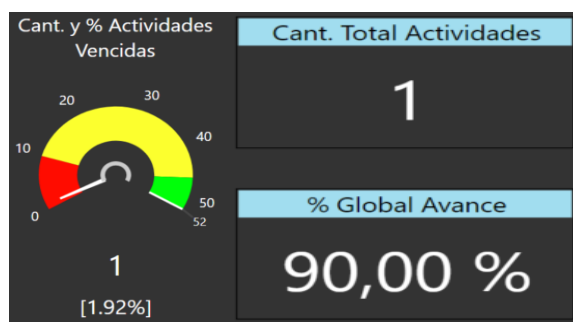 Cant. y % Actividades
Vencidas
0
10
20
30
40
50
52
1
[1.92%]
Cant. Total Actividades
1
% Global Avance
90,00 %